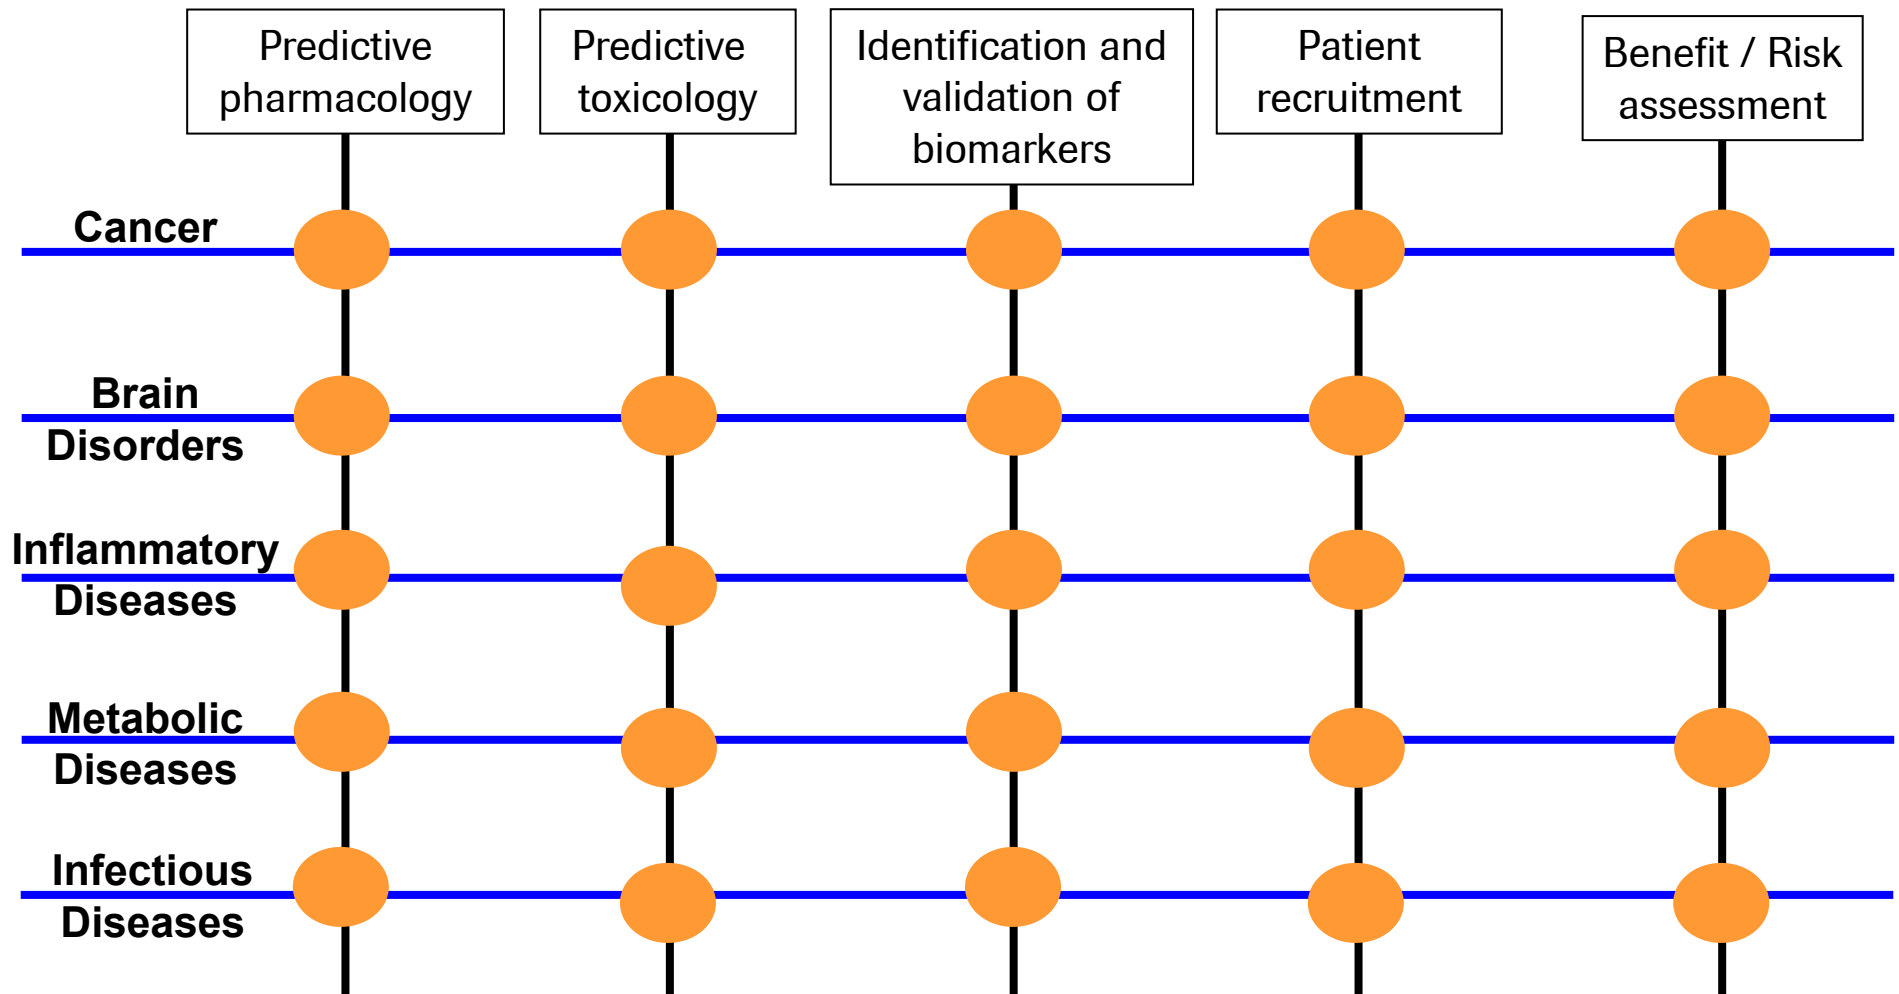 Predictive
pharmacology
Predictive
toxicology
Identification and
validation of
biomarkers
Patient
recruitment
Benefit / Risk
assessment
Cancer
Brain
Disorders
Inflammatory
Diseases
Metabolic
Diseases
Infectious
Diseases